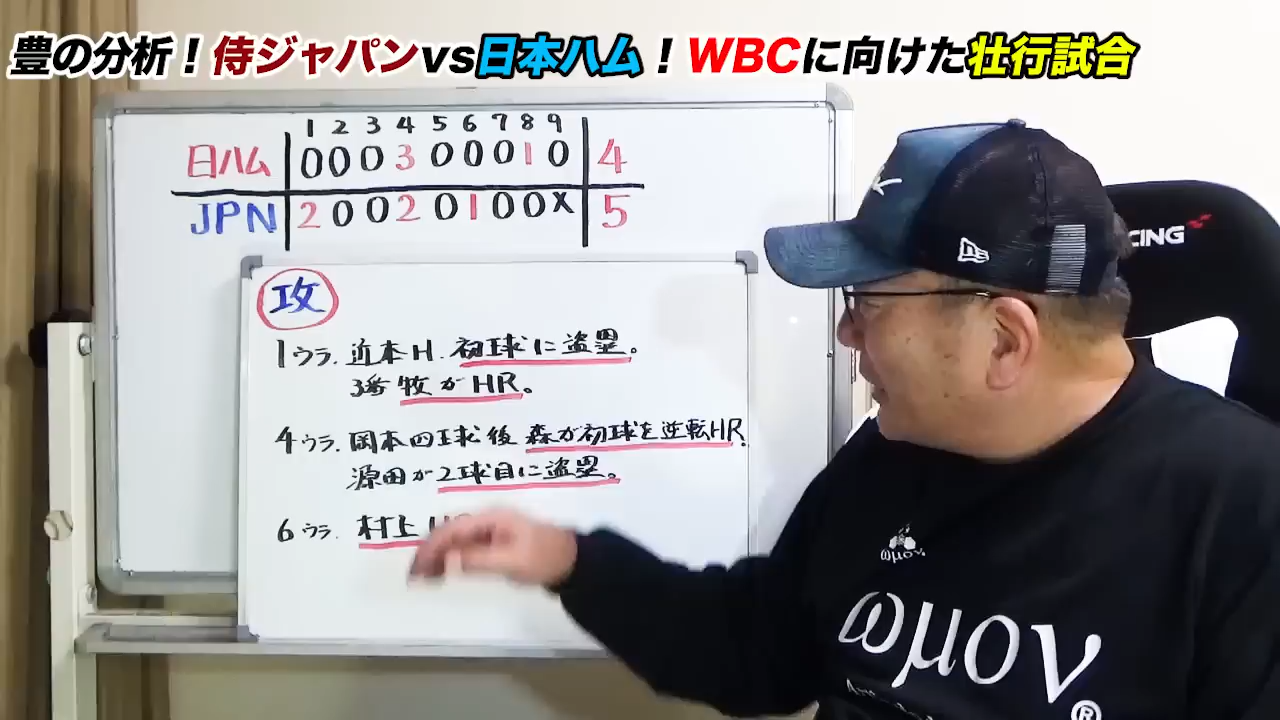 豊の分析！侍ジャパンvs日本ハム！WBCに向けた壮行試合
1 2 3 4 5 6 7 8 9
日ハム 0 0 0 3 0 0 0 1 0 4
JPN 2 0 0 2 0 1 0 0 X 5
攻
1ウラ. 近本H. 初球に盗塁。
3番 牧がHR。
4ウラ. 岡本四球後 森が初球を逆転HR.
源田が2球目に盗塁。
6ウラ. 村上
CING
ωμον
ωμον
®